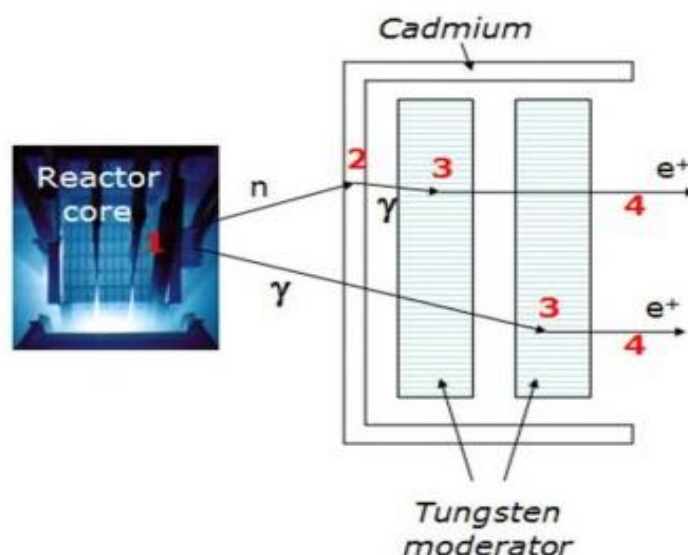 Cadmium
Reactor
core
1
n
γ
2
3
γ
e⁺
4
3
e⁺
4
Tungsten
moderator